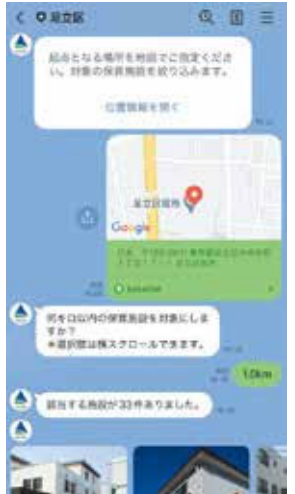 足立区
起点となる場所を地図でご指定くださ
い。対象の保育施設を絞り込みます。
位置情報を開く
足立区役所
Google
何キロ以内の保育施設を対象にしま
すか?
*選択肢は横スクロールできます。
1.0km
該当する施設が33件ありました。